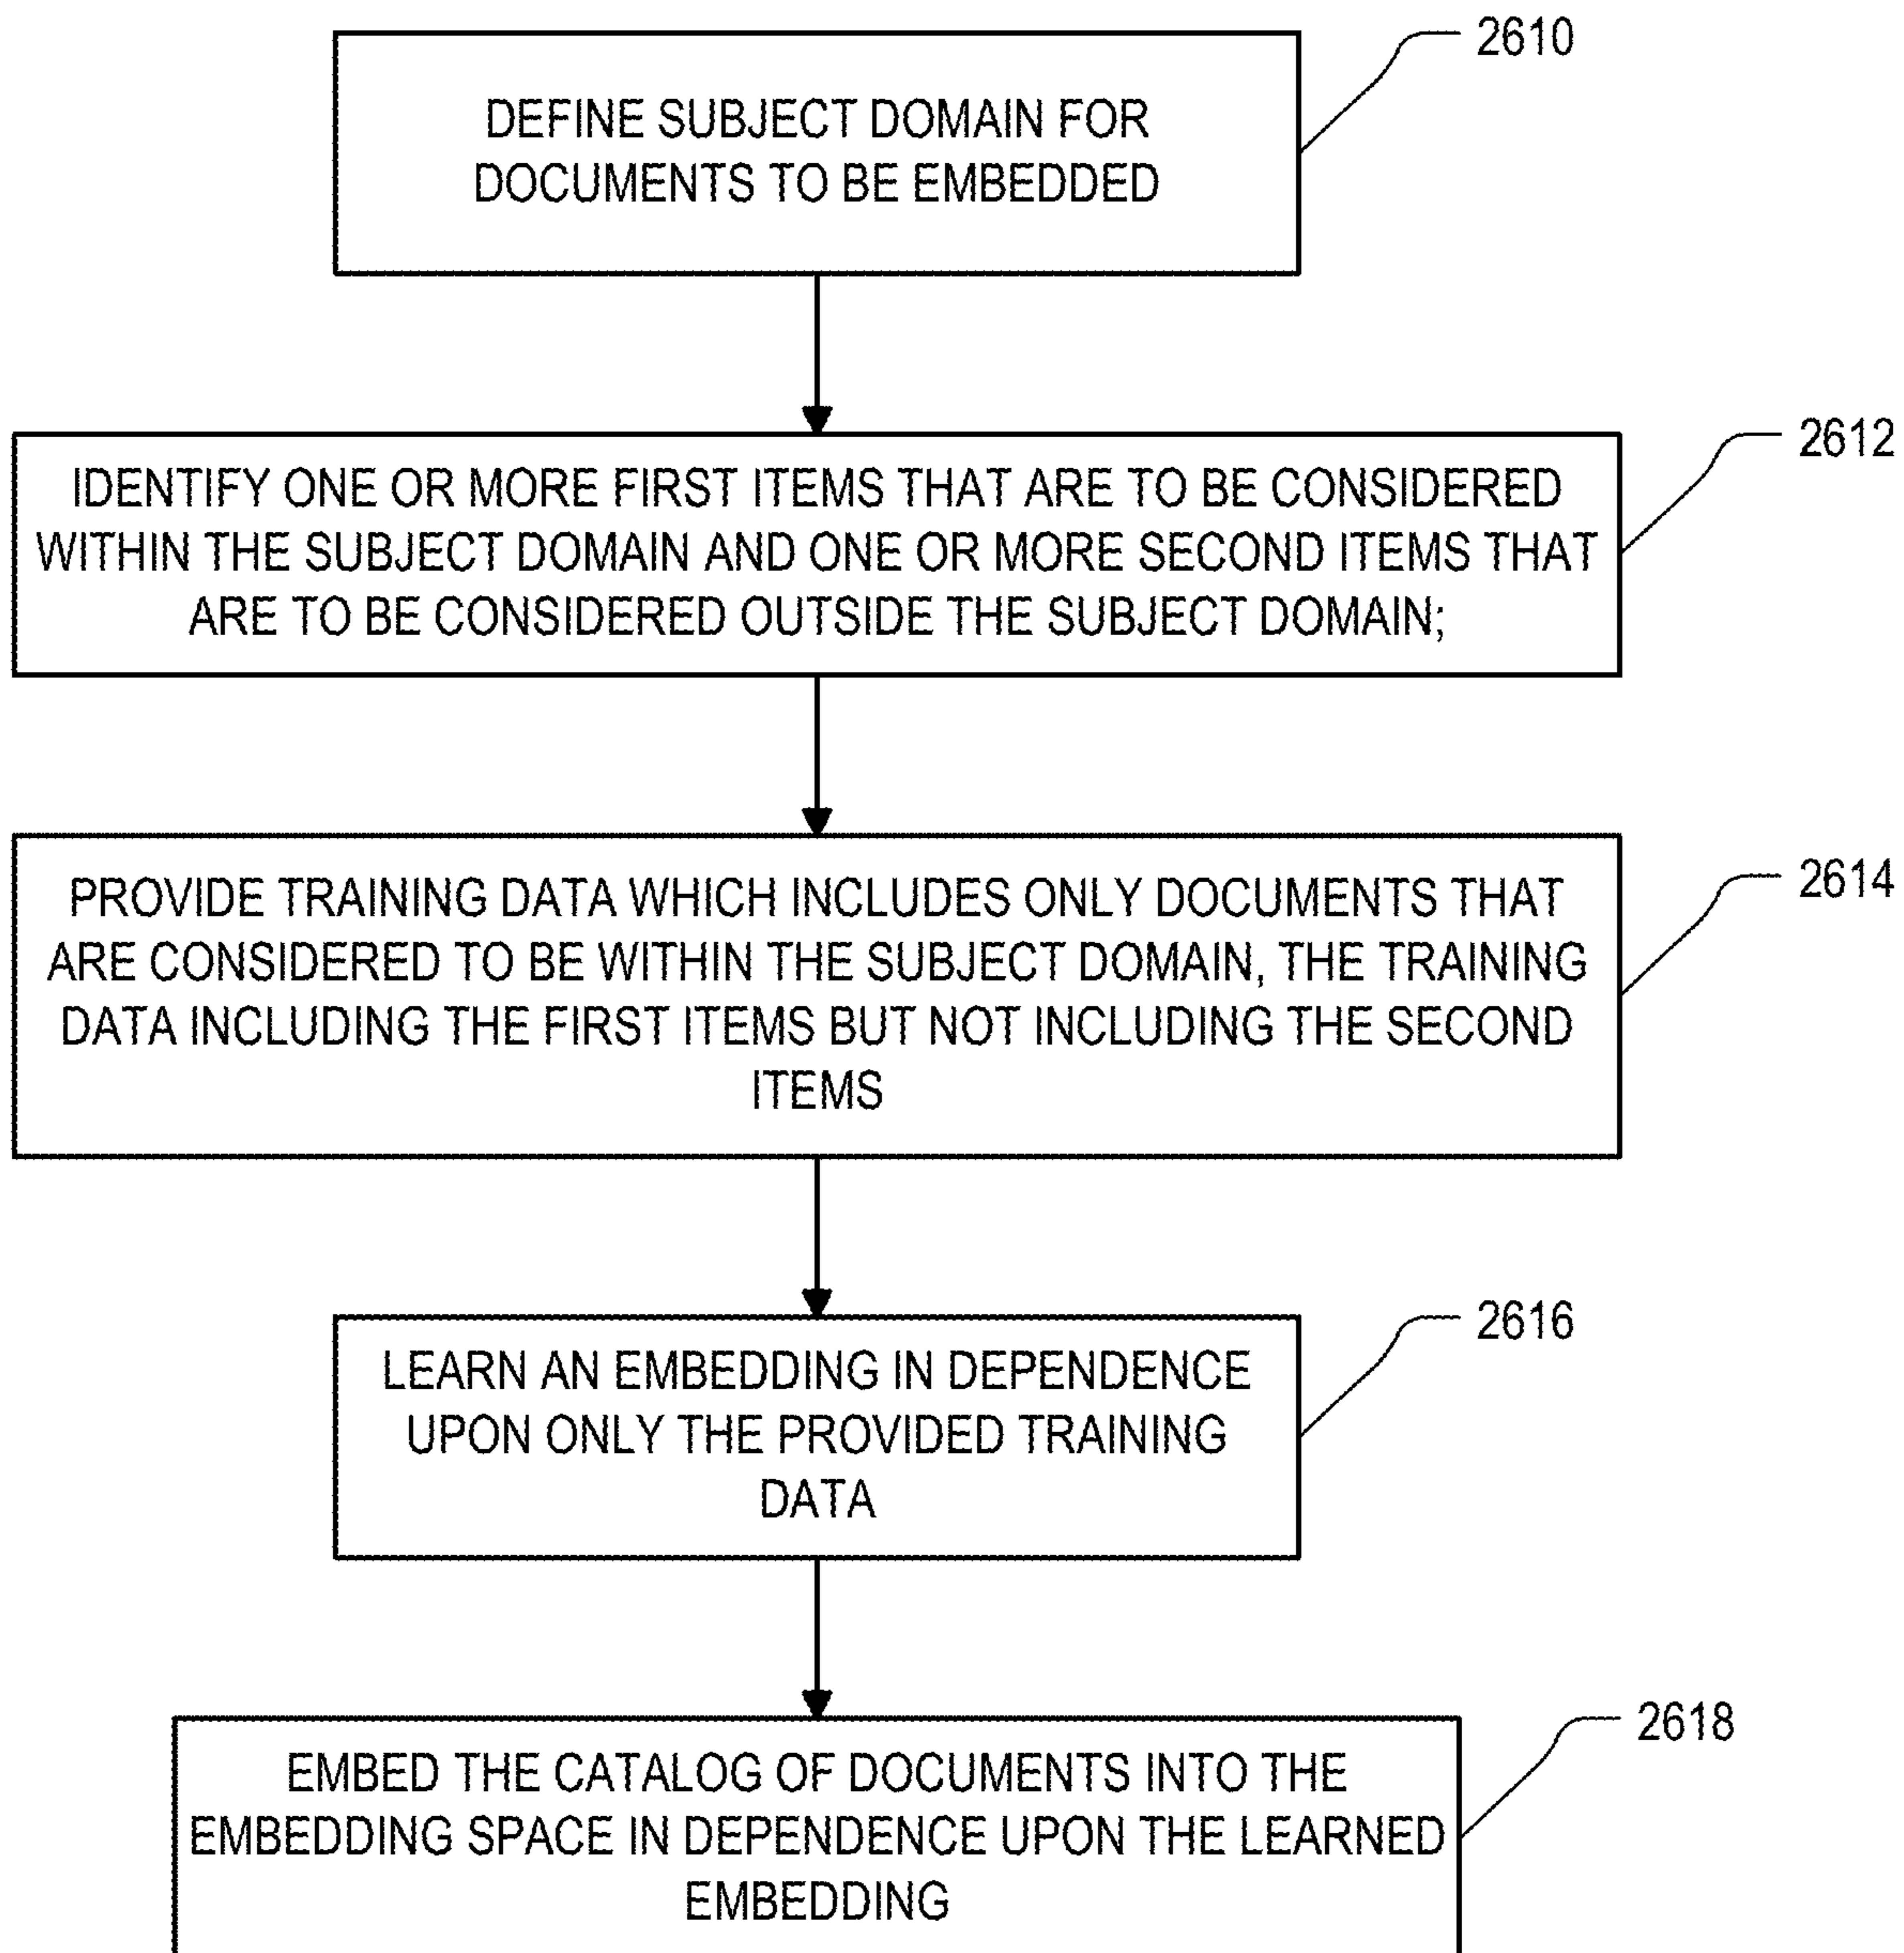 2610
DEFINE SUBJECT DOMAIN FOR
DOCUMENTS TO BE EMBEDDED
2612
IDENTIFY ONE OR MORE FIRST ITEMS THAT ARE TO BE CONSIDERED
WITHIN THE SUBJECT DOMAIN AND ONE OR MORE SECOND ITEMS THAT
ARE TO BE CONSIDERED OUTSIDE THE SUBJECT DOMAIN;
2614
PROVIDE TRAINING DATA WHICH INCLUDES ONLY DOCUMENTS THAT
ARE CONSIDERED TO BE WITHIN THE SUBJECT DOMAIN, THE TRAINING
DATA INCLUDING THE FIRST ITEMS BUT NOT INCLUDING THE SECOND
ITEMS
2616
LEARN AN EMBEDDING IN DEPENDENCE
UPON ONLY THE PROVIDED TRAINING
DATA
2618
EMBED THE CATALOG OF DOCUMENTS INTO THE
EMBEDDING SPACE IN DEPENDENCE UPON THE LEARNED
EMBEDDING